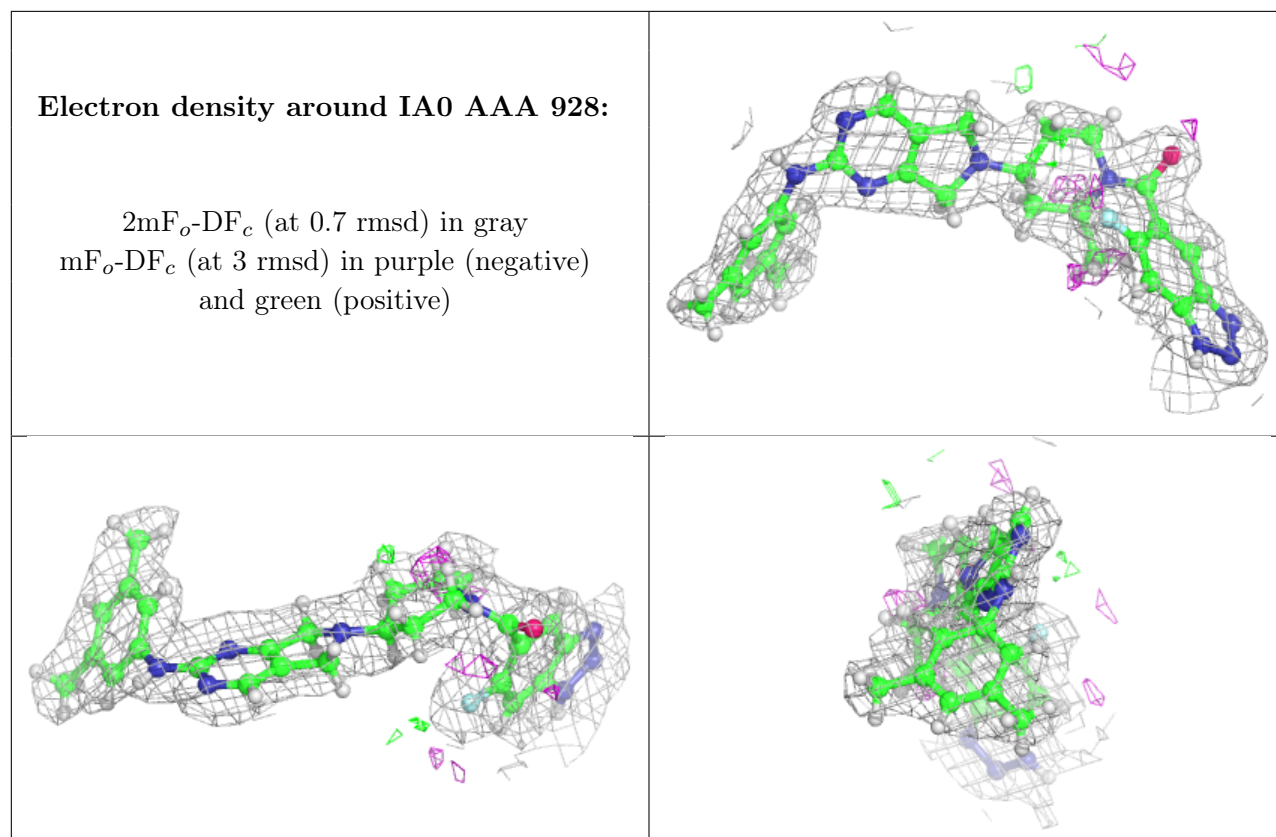 Electron density around IA0 AAA 928:
2mFo-DFc (at 0.7 rmsd) in gray
mFo-DFc (at 3 rmsd) in purple (negative)
and green (positive)